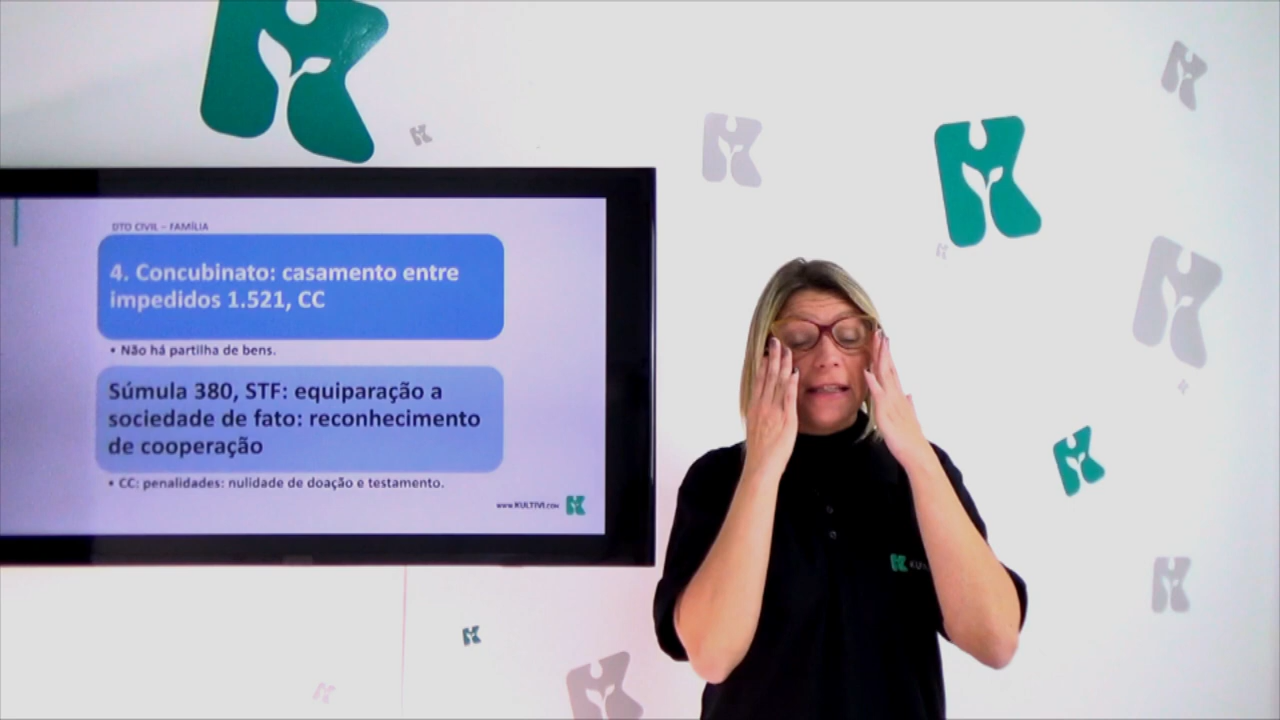 DTO CIVIL – FAMÍLIA
4. Concubinato: casamento entre
impedidos 1.521, CC
• Não há partilha de bens.
Súmula 380, STF: equiparação a
sociedade de fato: reconhecimento
de cooperação
• CC: penalidades: nulidade de doação e testamento.
www.KULTIVI.COM